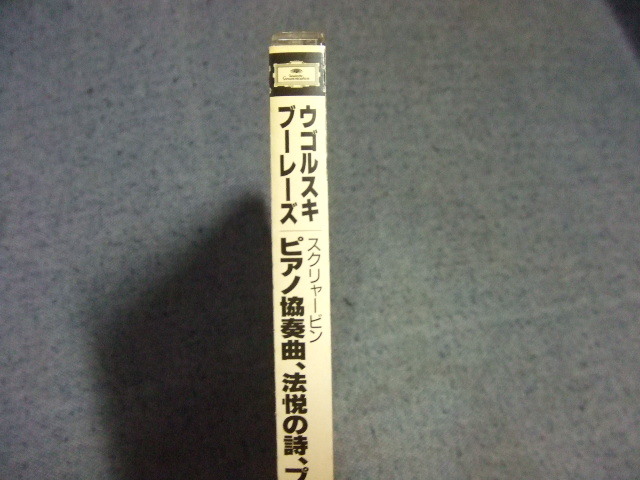 ウゴルスキ
ブーレーズ
スクリャービン
ピアノ協奏曲、法悦の詩、プ